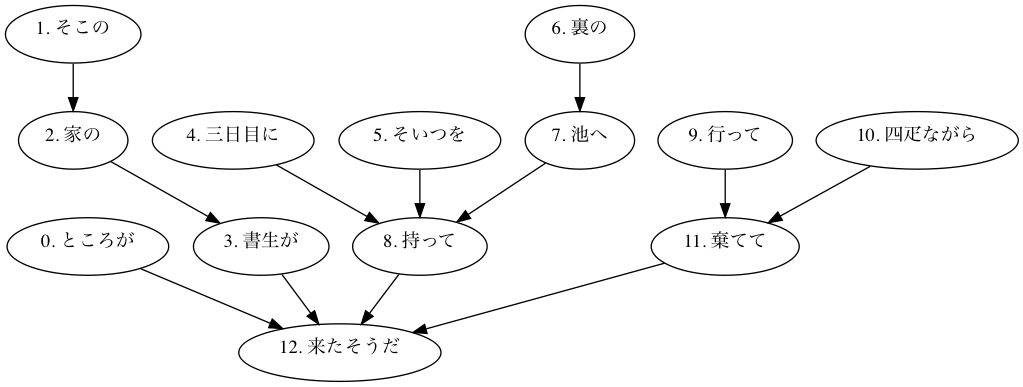 1. そこの
6. 裏の
2. 家の
4. 三日目に
5. そいつを
7. 池へ
9. 行って
10. 四疋ながら
0. ところが
3. 書生が
8. 持って
11. 棄てて
12. 来たそうだ